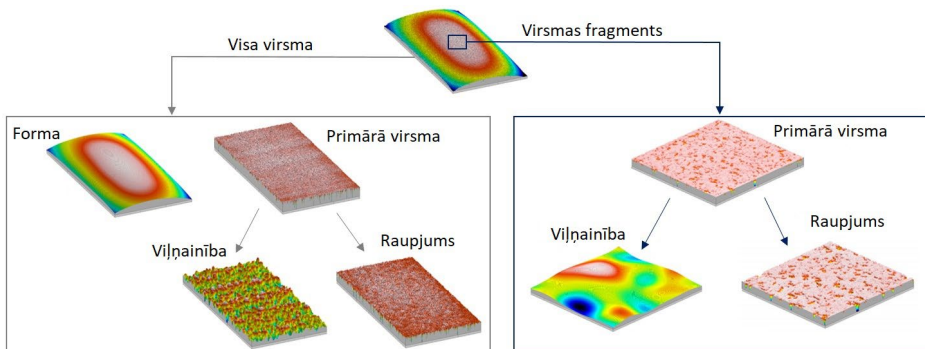 Visa virsma
Virsmas fragments
Forma
Primārā virsma
Viļņainība
Raupjums
Primārā virsma
Viļņainība
Raupjums